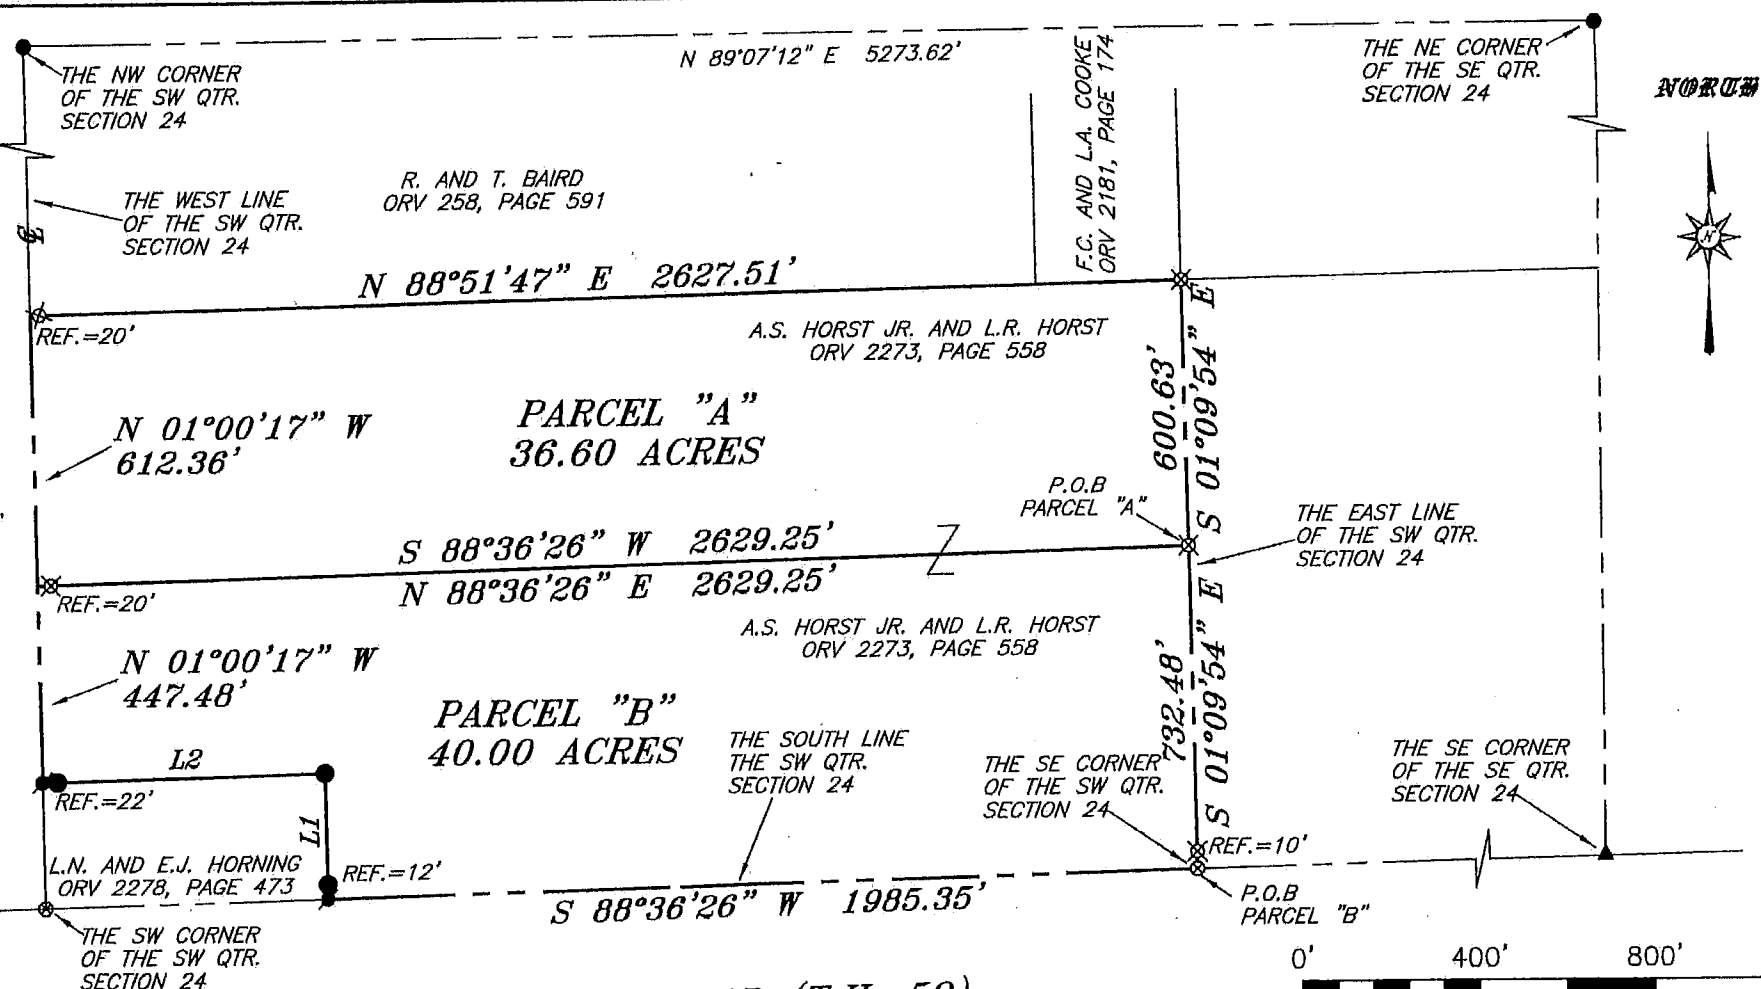 N 89°07'12" E 5273.62'
THE NW CORNER
OF THE SW QTR.
SECTION 24
THE NE CORNER
OF THE SE QTR.
SECTION 24
NORTH
N
F.C. AND L.A. COOKE
ORV 2181, PAGE 174
THE WEST LINE
OF THE SW QTR.
SECTION 24
R. AND T. BAIRD
ORV 258, PAGE 591
N 88°51'47" E 2627.51'
REF.=20'
A.S. HORST JR. AND L.R. HORST
ORV 2273, PAGE 558
N 01°00'17" W
612.36'
PARCEL "A"
36.60 ACRES
600.63'
S 01°09'54" E
P.O.B
PARCEL "A"
THE EAST LINE
OF THE SW QTR.
SECTION 24
S 88°36'26" W 2629.25'
N 88°36'26" E 2629.25'
REF.=20'
A.S. HORST JR. AND L.R. HORST
ORV 2273, PAGE 558
N 01°00'17" W
447.48'
PARCEL "B"
40.00 ACRES
732.48'
S 01°09'54" E
THE SOUTH LINE
THE SW QTR.
SECTION 24
THE SE CORNER
OF THE SW QTR.
SECTION 24
THE SE CORNER
OF THE SE QTR.
SECTION 24
L2
REF.=22'
L1
REF.=10'
L.N. AND E.J. HORNING
ORV 2278, PAGE 473
REF.=12'
S 88°36'26" W 1985.35'
P.O.B
PARCEL "B"
THE SW CORNER
OF THE SW QTR.
SECTION 24
0' 400' 800'